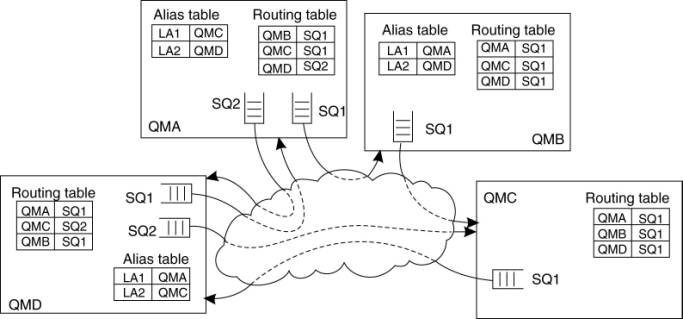 Alias table
LA1 QMC
LA2 QMD
Routing table
QMB SQ1
QMC SQ1
QMD SQ2
SQ2
SQ1
QMA
Alias table
LA1 QMA
LA2 QMD
Routing table
QMA SQ1
QMC SQ1
QMD SQ1
SQ1
QMB
Routing table
QMA SQ1
QMC SQ2
QMB SQ1
SQ1
SQ2
Alias table
LA1 QMA
LA2 QMC
QMD
QMC
Routing table
QMA SQ1
QMB SQ1
QMD SQ1
SQ1